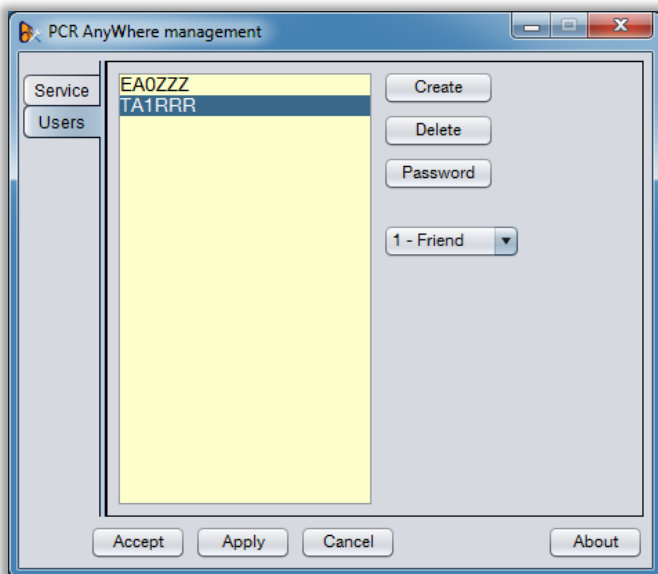 PCR AnyWhere management
Service
Users
EA0ZZZ
TA1RRR
Create
Delete
Password
1 - Friend
Accept
Apply
Cancel
About